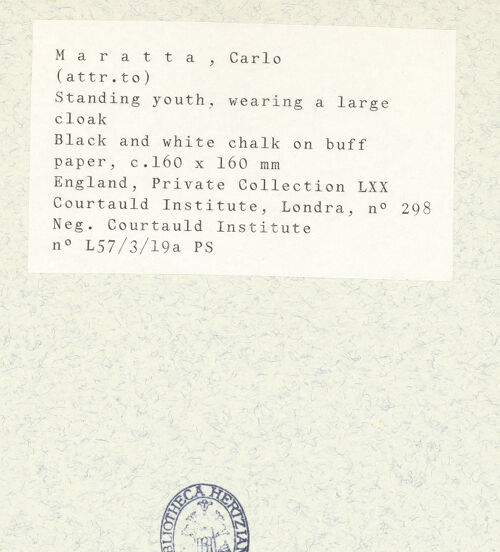 M a r a t t a , Carlo
(attr.to)
Standing youth, wearing a large
cloak
Black and white chalk on buff
paper, c.160 x 160 mm
England, Private Collection LXX
Courtauld Institute, Londra, nº 298
Neg. Courtauld Institute
nº L57/3/19a PS
BIBLIOTHECA HERTZIAN